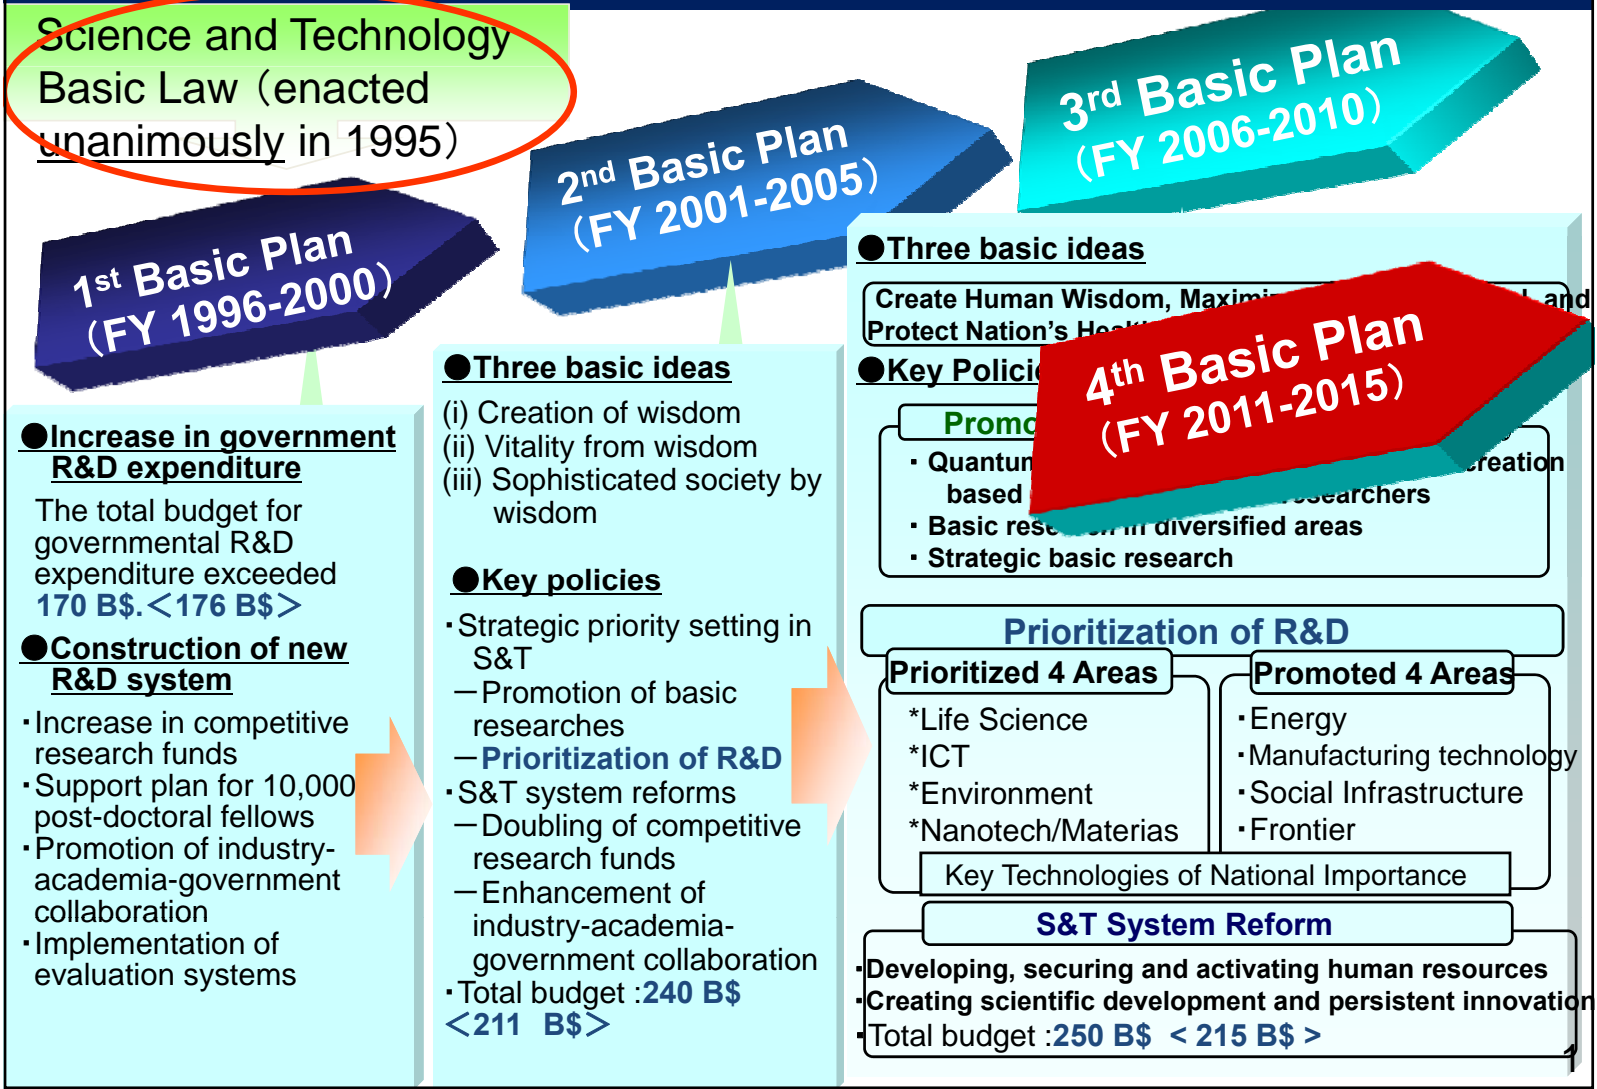 Science and Technology
Basic Law（enacted
unanimously in 1995）
1st Basic Plan
（FY 1996-2000）
2nd Basic Plan
（FY 2001-2005）
3rd Basic Plan
（FY 2006-2010）
4th Basic Plan
（FY 2011-2015）
●Increase in government
R&D expenditure
The total budget for
governmental R&D
expenditure exceeded
170 B$.＜176 B$＞
●Construction of new
R&D system
・Increase in competitive
research funds
・Support plan for 10,000
post-doctoral fellows
・Promotion of industry-
academia-government
collaboration
・Implementation of
evaluation systems
●Three basic ideas
(i) Creation of wisdom
(ii) Vitality from wisdom
(iii) Sophisticated society by
wisdom
●Key policies
・Strategic priority setting in
S&T
－Promotion of basic
researches
－Prioritization of R&D
・S&T system reforms
－Doubling of competitive
research funds
－Enhancement of
industry-academia-
government collaboration
・Total budget :240 B$
＜211 B$＞
●Three basic ideas
Create Human Wisdom, and
Protect Nation's
●Key
・
based researchers
・Basic research in diversified areas
・Strategic basic research
Prioritization of R&D
Prioritized 4 Areas
*Life Science
*ICT
*Environment
*Nanotech/Materias
Promoted 4 Areas
・Energy
・Manufacturing technology
・Social Infrastructure
・Frontier
Key Technologies of National Importance
S&T System Reform
・Developing, securing and activating human resources
・Creating scientific development and persistent innovation
・Total budget :250 B$ < 215 B$ >
1